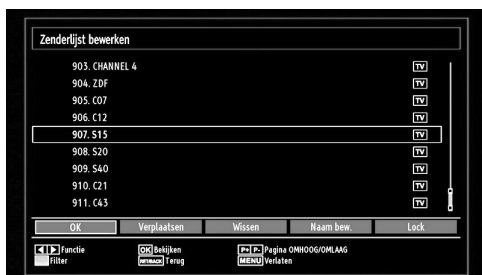 Zenderlijst bewerken
903. CHANNEL 4 TV
904. ZDF TV
905. C07 TV
906. C12 TV
907. S15 TV
908. S20 TV
909. S40 TV
910. C21 TV
911. C43 TV
OK Verplaatsen Wissen Naam bew. Lock
Functie OK Bekijken P+ P- Pagina OMHOOG/OMLAAG
Filter RET/BACK Terug MENU Verlaten